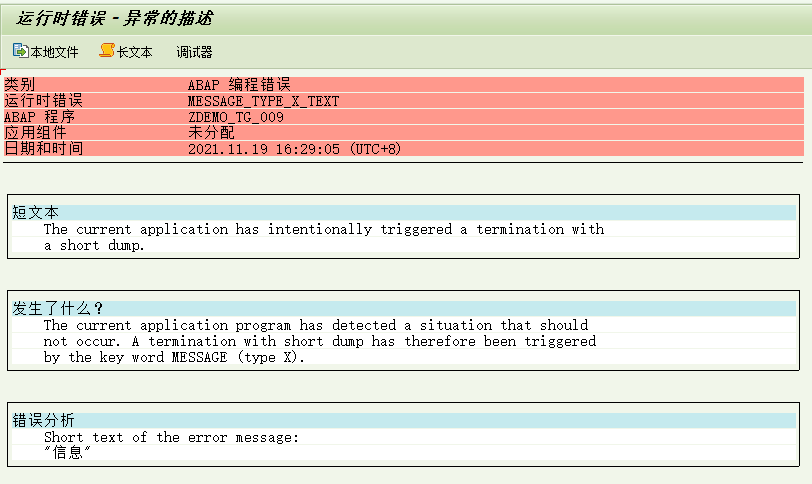 运行时错误 - 异常的描述
本地文件 长文本 调试器
类别 ABAP 编程错误
运行时错误 MESSAGE_TYPE_X_TEXT
ABAP 程序 ZDEMO_TG_009
应用组件 未分配
日期和时间 2021.11.19 16:29:05 (UTC+8)
短文本
The current application has intentionally triggered a termination with
a short dump.
发生了什么？
The current application program has detected a situation that should
not occur. A termination with short dump has therefore been triggered
by the key word MESSAGE (type X).
错误分析
Short text of the error message:
"信息"